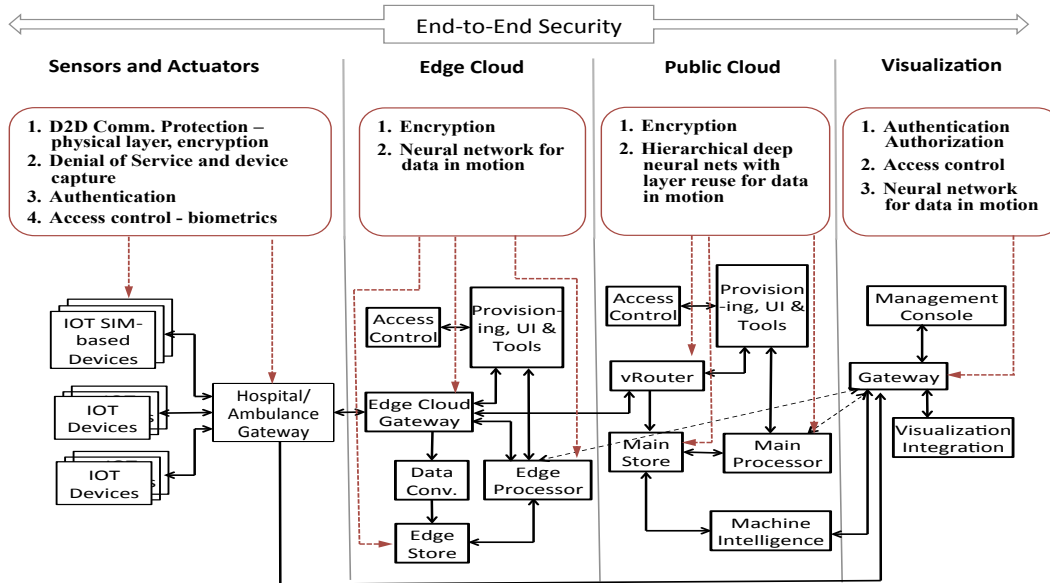 End-to-End Security
Sensors and Actuators
Edge Cloud
Public Cloud
Visualization
1. D2D Comm. Protection –
physical layer, encryption
2. Denial of Service and device
capture
3. Authentication
4. Access control - biometrics
1. Encryption
2. Neural network for
data in motion
1. Encryption
2. Hierarchical deep
neural nets with
layer reuse for data
in motion
1. Authentication
Authorization
2. Access control
3. Neural network
for data in motion
IOT SIM-
based Devices
IOT
Devices
IOT
Devices
Hospital/
Ambulance
Gateway
Access
Control
Provision-
ing, UI &
Tools
Edge Cloud
Gateway
Data
Conv.
Edge
Processor
Edge
Store
Access
Control
Provision
-ing, UI &
Tools
vRouter
Main
Store
Main
Processor
Machine
Intelligence
Management
Console
Gateway
Visualization
Integration